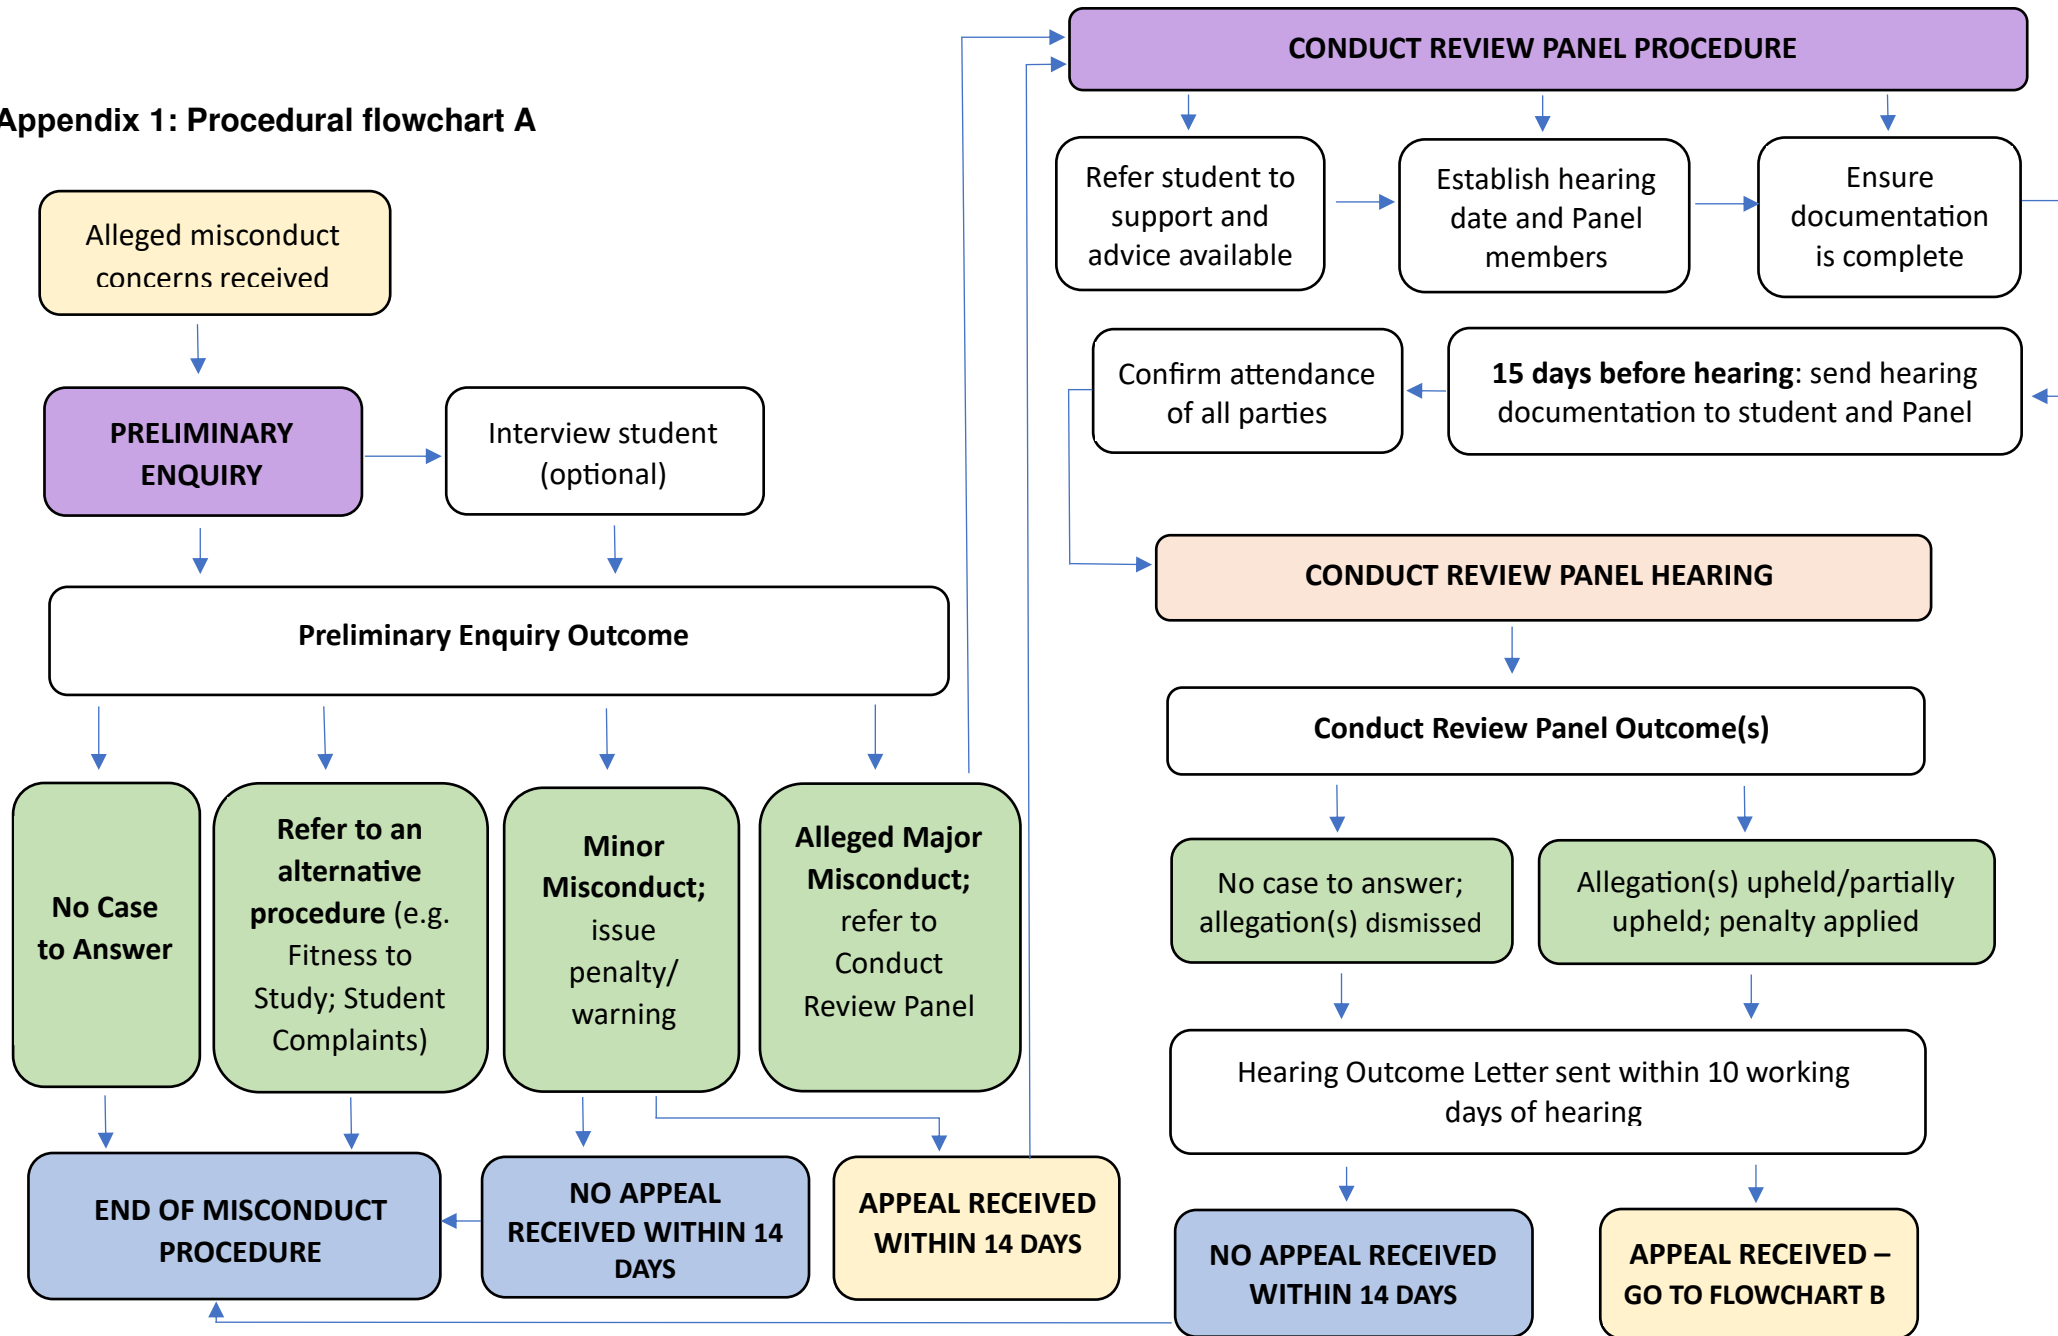 Appendix 1: Procedural flowchart A
Alleged misconduct
concerns received
PRELIMINARY
ENQUIRY
Interview student
(optional)
Preliminary Enquiry Outcome
No Case
to Answer
Refer to an
alternative
procedure (e.g.
Fitness to
Study; Student
Complaints)
Minor
Misconduct;
issue
penalty/
warning
Alleged Major
Misconduct;
refer to
Conduct
Review Panel
END OF MISCONDUCT
PROCEDURE
NO APPEAL
RECEIVED WITHIN 14
DAYS
APPEAL RECEIVED
WITHIN 14 DAYS
CONDUCT REVIEW PANEL PROCEDURE
Refer student to
support and
advice available
Establish hearing
date and Panel
members
Ensure
documentation
is complete
15 days before hearing: send hearing
documentation to student and Panel
Confirm attendance
of all parties
CONDUCT REVIEW PANEL HEARING
Conduct Review Panel Outcome(s)
No case to answer;
allegation(s) dismissed
Allegation(s) upheld/partially
upheld; penalty applied
Hearing Outcome Letter sent within 10 working
days of hearing
NO APPEAL RECEIVED
WITHIN 14 DAYS
APPEAL RECEIVED –
GO TO FLOWCHART B